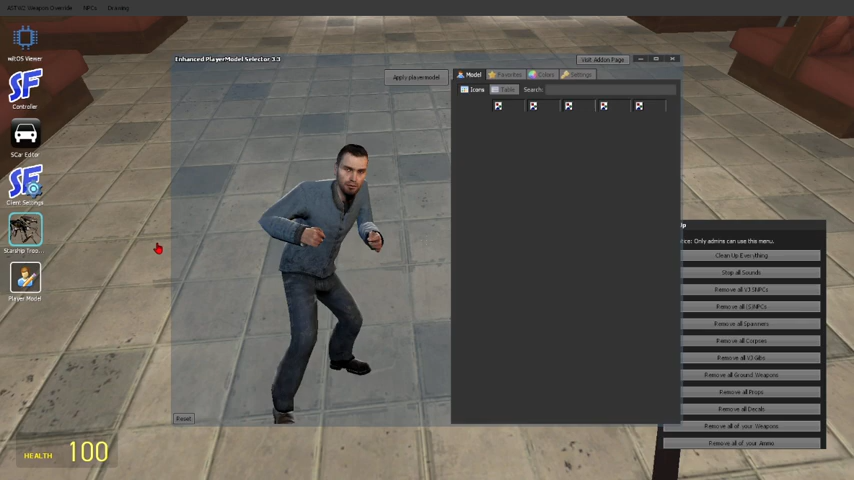 NPCs
Drawing
Enhanced PlayerModel Selector 3.3
Visit Addon Page
Apply playermodel
Model
Favorites
Colors
Settings
Icons
Table
Search:
Controller
SCar Editor
Client Settings
Starship Troo...
Player Model
Only admins can use this menu.
Clean Up Everything
Stop all Sounds
Remove all VJ SNPCs
Remove all (S)NPCs
Remove all Spawners
Remove all Corpses
Remove all VJ Gibs
Remove all Ground Weapons
Remove all Props
Remove all Decals
Remove all of your Weapons
Remove all of your Ammo
Reset
HEALTH 100